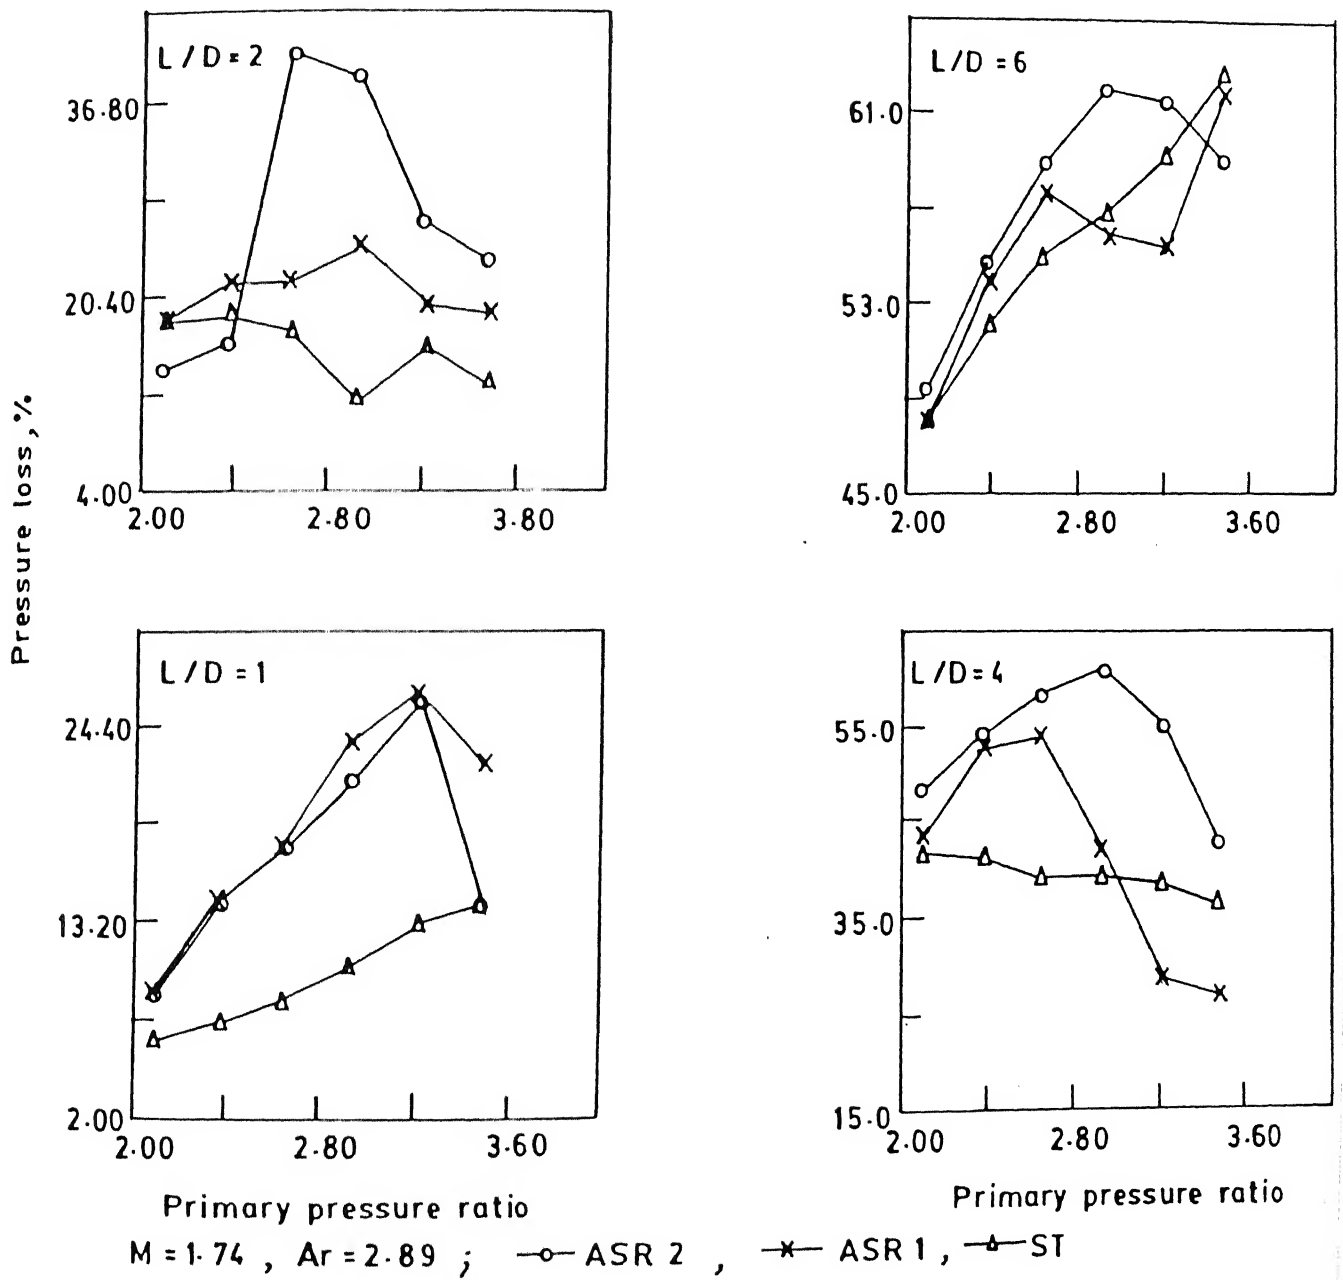 L/D = 2
36.80
20.40
4.00
2.00 2.80 3.80
L/D = 6
61.0
53.0
45.0
2.00 2.80 3.60
Pressure loss, %
L/D = 1
24.40
13.20
2.00
2.00 2.80 3.60
Primary pressure ratio
L/D = 4
55.0
35.0
15.0
2.00 2.80 3.60
Primary pressure ratio
M = 1.74 , Ar = 2.89 ; ASR 2 , ASR 1 , ST